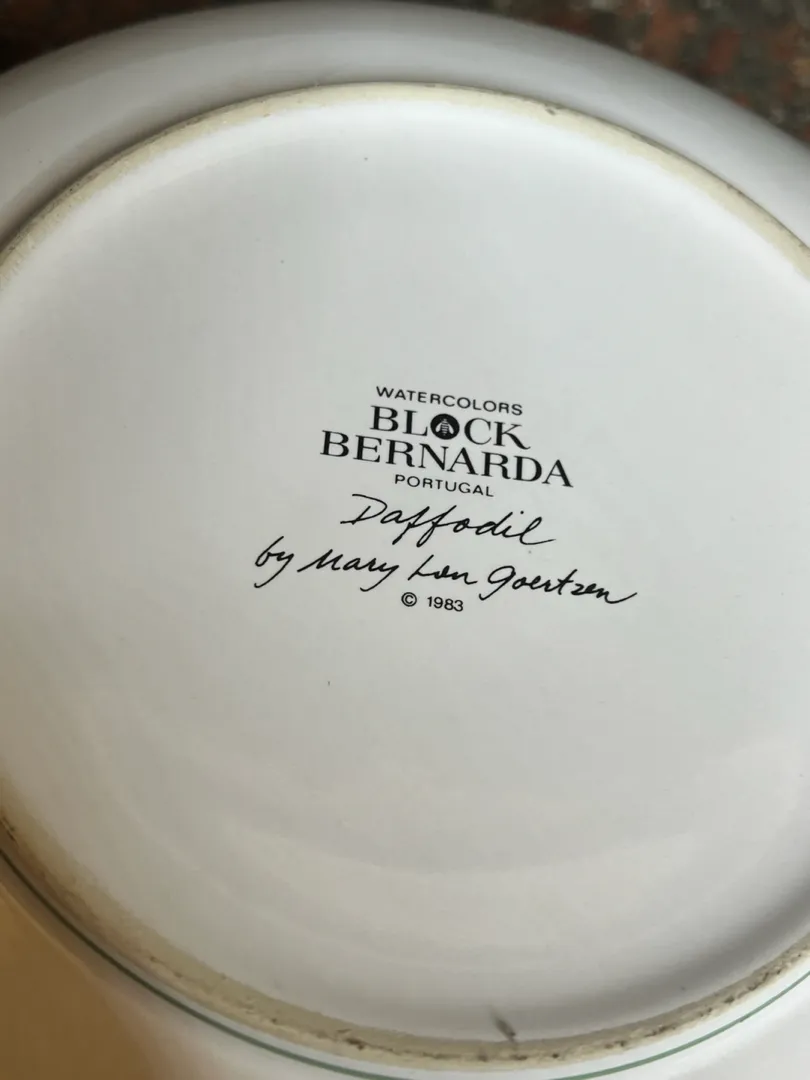 WATERCOLORS
BLOCK
BERNARDA
PORTUGAL
Daffodil
by Mary Lou Goertzen
© 1983